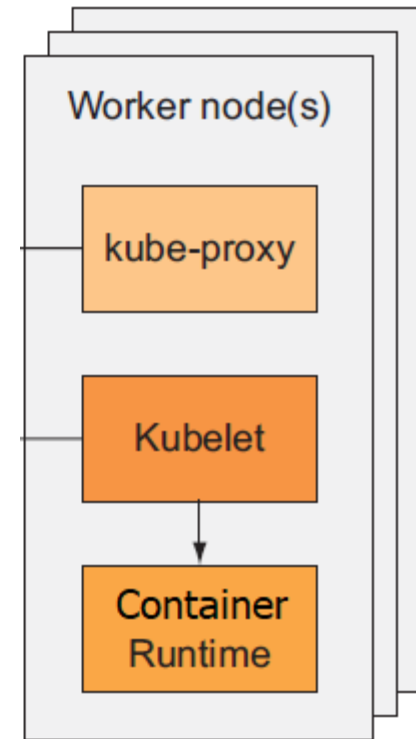 Worker node(s)
kube-proxy
Kubelet
Container
Runtime